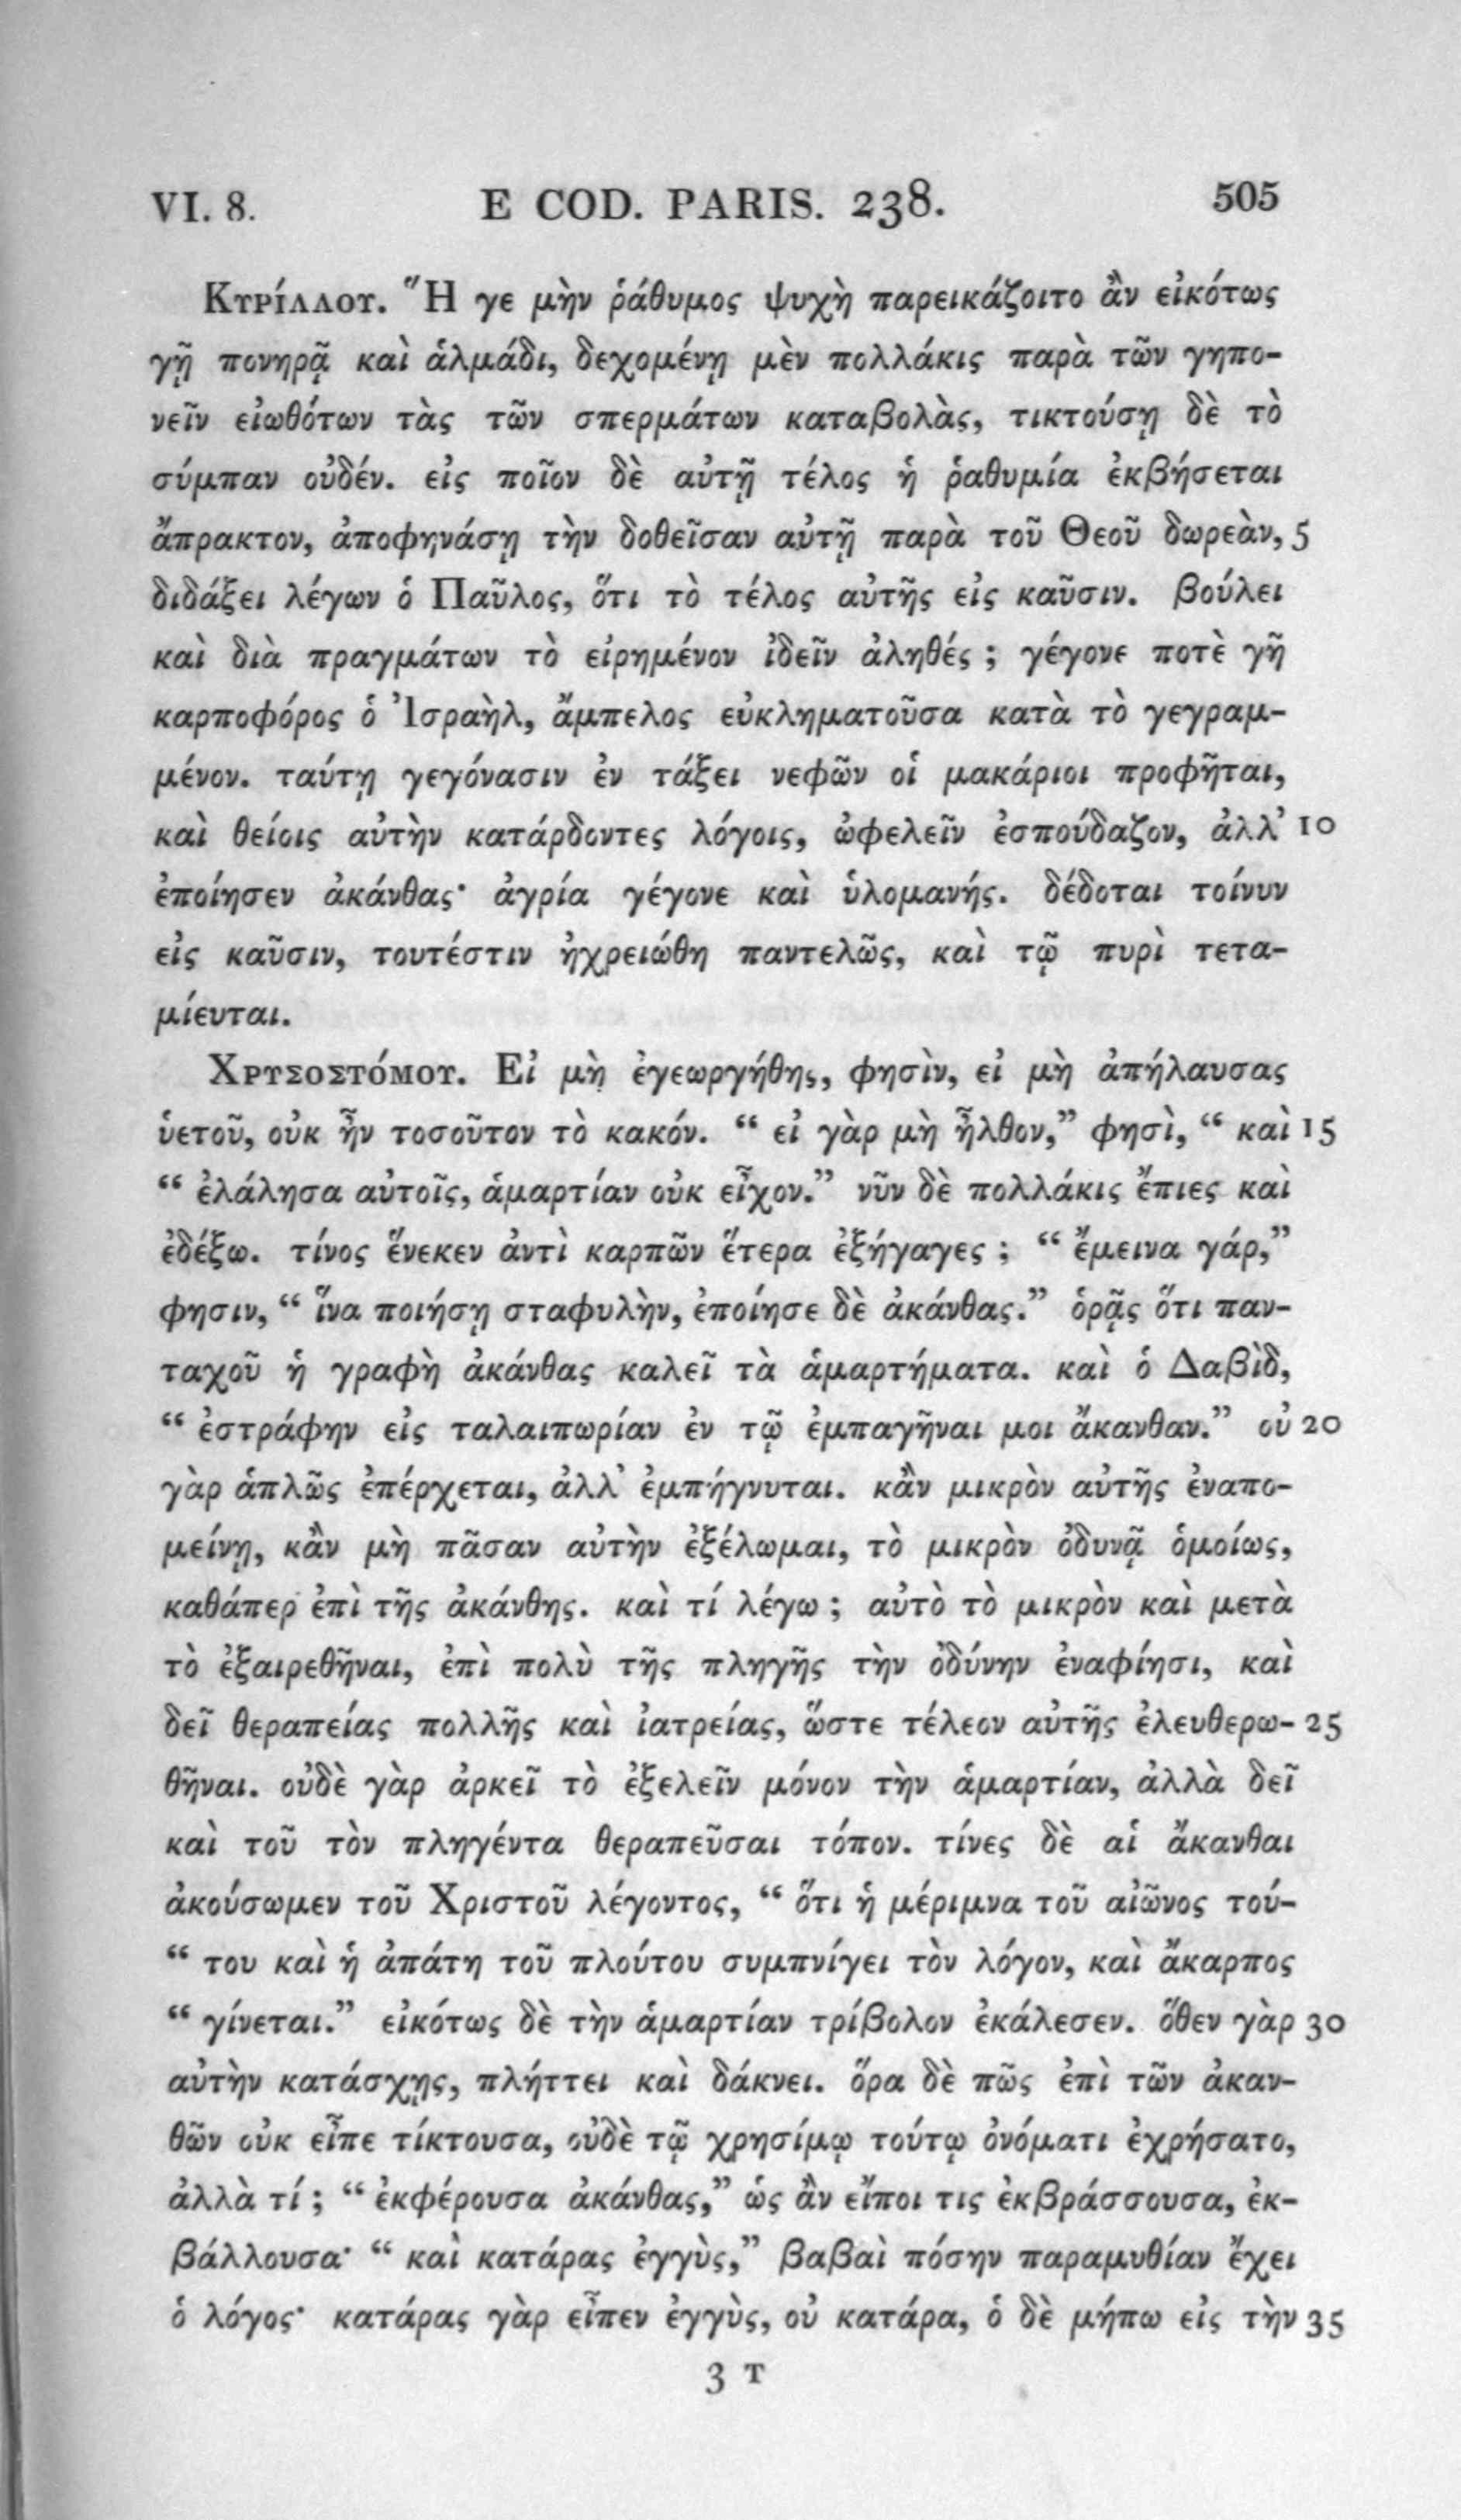 VI. 8. E COD. PARIS. 238. 505
Κυρίλλου. Ἥ γε μὴν ῥάθυμος ψυχὴ παρεικάζοιτο ἂν εἰκότως
γῇ πονηρᾷ καὶ ἁλμάδι, δεχομένῃ μὲν πολλάκις παρὰ τῶν γηπο-
νεῖν εἰωθότων τὰς τῶν σπερμάτων καταβολὰς, τικτούσῃ δὲ τὸ
σύμπαν οὐδέν. εἰς ποῖον δὲ αὐτῇ τέλος ἡ ῥαθυμία ἐκβήσεται
ἄπρακτον, ἀποφηνάσῃ τὴν δοθεῖσαν αὐτῇ παρὰ τοῦ Θεοῦ δωρεὰν, 5
διδάξει λέγων ὁ Παῦλος, ὅτι τὸ τέλος αὐτῆς εἰς καῦσιν. βούλει
καὶ διὰ πραγμάτων τὸ εἰρημένον ἰδεῖν ἀληθές ; γέγονε ποτὲ γῆ
καρποφόρος ὁ Ἰσραὴλ, ἄμπελος εὐκληματοῦσα κατὰ τὸ γεγραμ-
μένον. ταύτῃ γεγόνασιν ἐν τάξει νεφῶν οἱ μακάριοι προφῆται,
καὶ θείοις αὐτὴν κατάρδοντες λόγοις, ὠφελεῖν ἐσπούδαζον, ἀλλ’ 10
ἐποίησεν ἀκάνθας· ἀγρία γέγονε καὶ ὑλομανής. δέδοται τοίνυν
εἰς καῦσιν, τουτέστιν ἠχρειώθη παντελῶς, καὶ τῷ πυρὶ τετα-
μίευται.
Χρυσοστόμου. Εἰ μὴ ἐγεωργήθης, φησὶν, εἰ μὴ ἀπήλαυσας
ὑετοῦ, οὐκ ἦν τοσοῦτον τὸ κακόν. “ εἰ γὰρ μὴ ἦλθον,” φησὶ, “ καὶ 15
“ ἐλάλησα αὐτοῖς, ἁμαρτίαν οὐκ εἶχον.” νῦν δὲ πολλάκις ἔπιες καὶ
ἐδέξω. τίνος ἕνεκεν ἀντὶ καρπῶν ἕτερα ἐξήγαγες ; “ ἔμεινα γάρ,”
φησιν, “ ἵνα ποιήσῃ σταφυλὴν, ἐποίησε δὲ ἀκάνθας.” ὁρᾷς ὅτι παν-
ταχοῦ ἡ γραφὴ ἀκάνθας καλεῖ τὰ ἁμαρτήματα. καὶ ὁ Δαβὶδ,
“ ἐστράφην εἰς ταλαιπωρίαν ἐν τῷ ἐμπαγῆναι μοι ἄκανθαν.” οὐ 20
γὰρ ἁπλῶς ἐπέρχεται, ἀλλ’ ἐμπήγνυται. κἂν μικρὸν αὐτῆς ἐναπο-
μείνῃ, κἂν μὴ πᾶσαν αὐτὴν ἐξέλωμαι, τὸ μικρὸν ὀδυνᾷ ὁμοίως,
καθάπερ ἐπὶ τῆς ἀκάνθης. καὶ τί λέγω ; αὐτὸ τὸ μικρὸν καὶ μετὰ
τὸ ἐξαιρεθῆναι, ἐπὶ πολὺ τῆς πληγῆς τὴν ὀδύνην ἐναφίησι, καὶ
δεῖ θεραπείας πολλῆς καὶ ἰατρείας, ὥστε τέλεον αὐτῆς ἐλευθερω- 25
θῆναι. οὐδὲ γὰρ ἀρκεῖ τὸ ἐξελεῖν μόνον τὴν ἁμαρτίαν, ἀλλὰ δεῖ
καὶ τοῦ τὸν πληγέντα θεραπεῦσαι τόπον. τίνες δὲ αἱ ἄκανθαι
ἀκούσωμεν τοῦ Χριστοῦ λέγοντος, “ ὅτι ἡ μέριμνα τοῦ αἰῶνος τού-
“ του καὶ ἡ ἀπάτη τοῦ πλούτου συμπνίγει τὸν λόγον, καὶ ἄκαρπος
“ γίνεται.” εἰκότως δὲ τὴν ἁμαρτίαν τρίβολον ἐκάλεσεν. ὅθεν γὰρ 30
αὐτὴν κατάσχῃς, πλήττει καὶ δάκνει. ὅρα δὲ πῶς ἐπὶ τῶν ἀκαν-
θῶν οὐκ εἶπε τίκτουσα, οὐδὲ τῷ χρησίμῳ τούτῳ ὀνόματι ἐχρήσατο,
ἀλλὰ τί ; “ ἐκφέρουσα ἀκάνθας,” ὡς ἂν εἴποι τις ἐκβράσσουσα, ἐκ-
βάλλουσα· “ καὶ κατάρας ἐγγὺς,” βαβαὶ πόσην παραμυθίαν ἔχει
ὁ λόγος· κατάρας γὰρ εἶπεν ἐγγὺς, οὐ κατάρα, ὁ δὲ μήπω εἰς τὴν 35
3 T